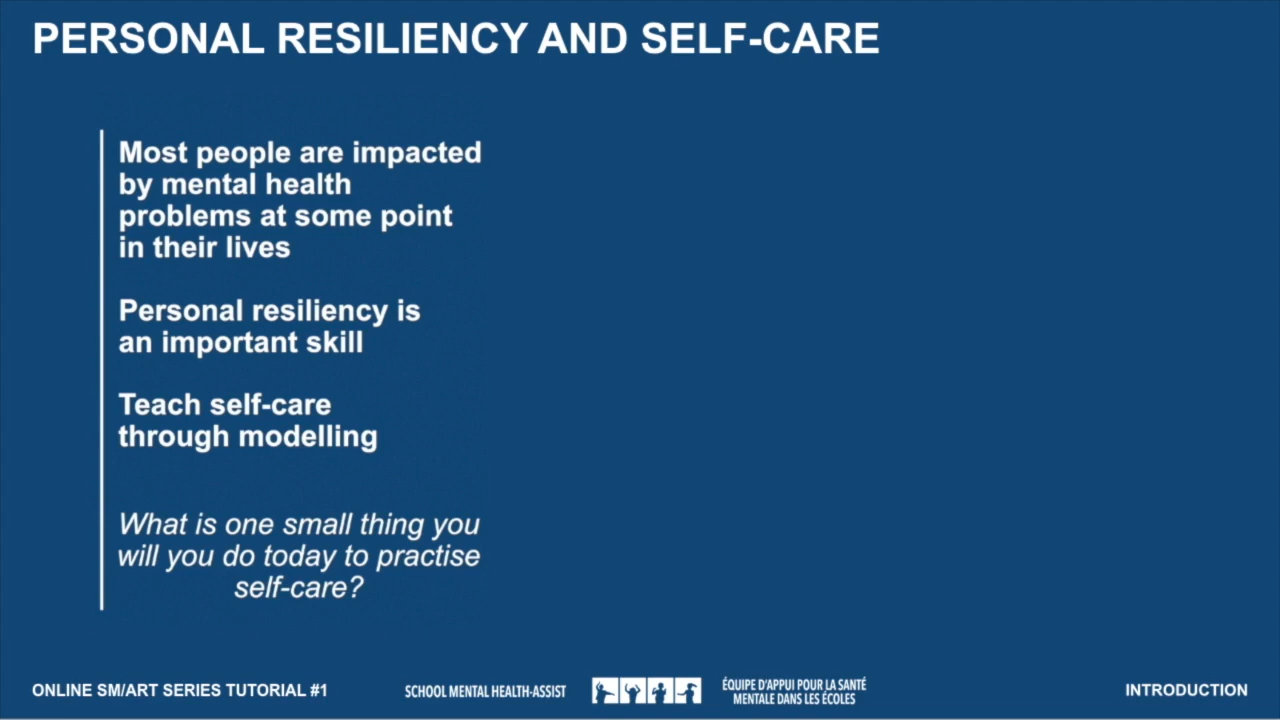 PERSONAL RESILIENCY AND SELF-CARE
Most people are impacted
by mental health
problems at some point
in their lives
Personal resiliency is
an important skill
Teach self-care
through modelling
What is one small thing you
will you do today to practise
self-care?
ONLINE SM/ART SERIES TUTORIAL #1
SCHOOL MENTAL HEALTH-ASSIST
ÉQUIPE D'APPUI POUR LA SANTÉ
MENTALE DANS LES ÉCOLES
INTRODUCTION